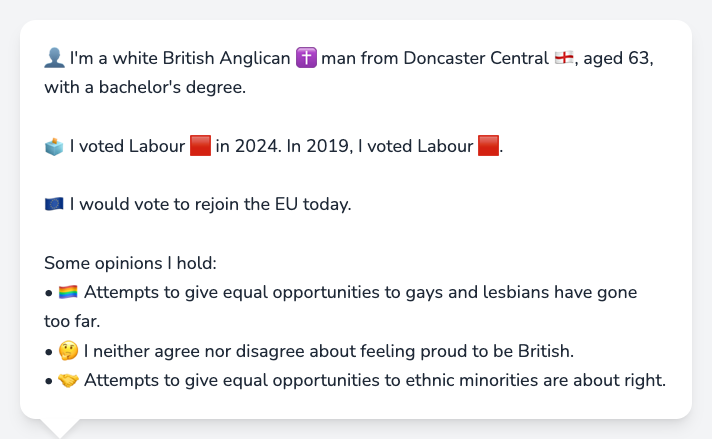 👤 I'm a white British Anglican ✝️ man from Doncaster Central 🏴󠁧󠁢󠁥󠁮󠁧󠁿, aged 63,
with a bachelor's degree.
🗳️ I voted Labour 🟥 in 2024. In 2019, I voted Labour 🟥.
🇪🇺 I would vote to rejoin the EU today.
Some opinions I hold:
• 🏳️‍🌈 Attempts to give equal opportunities to gays and lesbians have gone
too far.
• 🤔 I neither agree nor disagree about feeling proud to be British.
• 🤝 Attempts to give equal opportunities to ethnic minorities are about right.